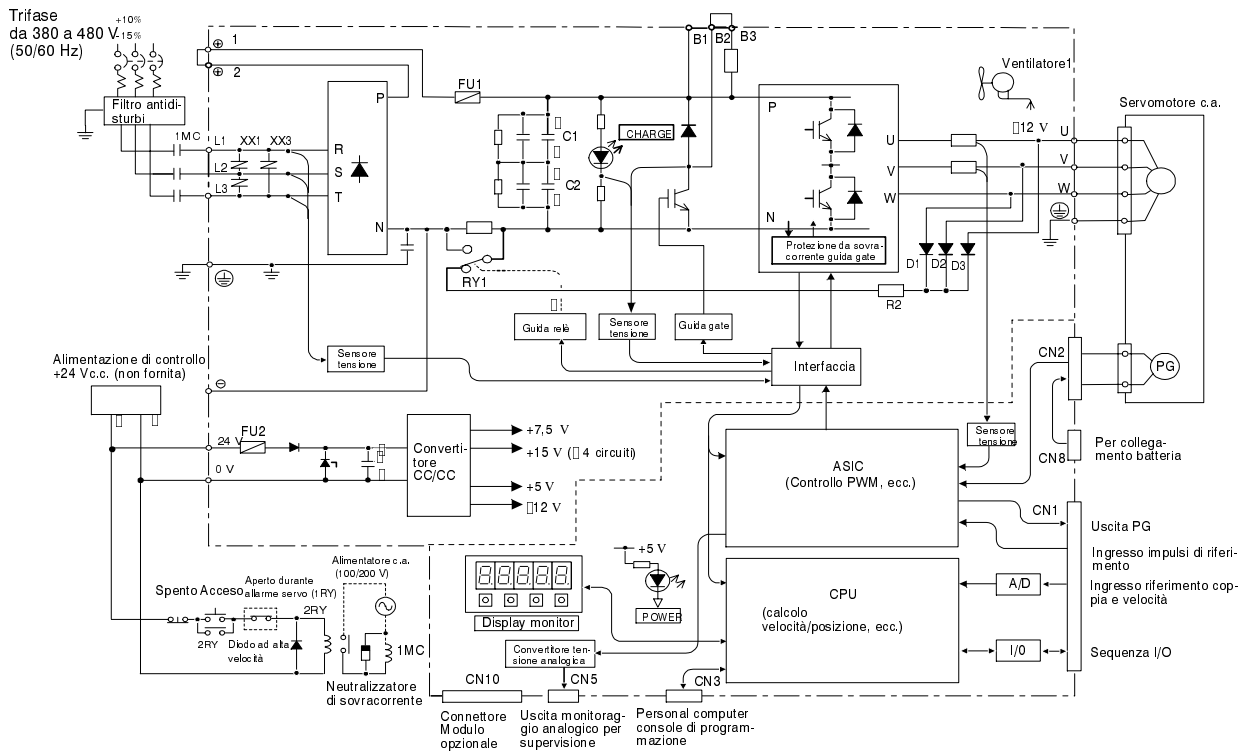 Trifase
da 380 a 480 V +10% -15%
(50/60 Hz)
Filtro antidi-
sturbi
1MC
L1
L2
L3
XX1
XX3
1
2
R
S
T
P
N
FU1
C1
C2
CHARGE
B1
B2
B3
P
N
U
V
W
Protezione da sovra-
corrente guida gate
Ventilatore1
12 V
U
V
W
Servomotore c.a.
D1
D2
D3
R2
RY1
Guida relè
Sensore
tensione
Guida gate
Interfaccia
Sensore
tensione
CN2
PG
Alimentazione di controllo
+24 Vc.c. (non fornita)
FU2
24 V
0 V
Converti-
tore
CC/CC
+7,5 V
+15 V ( 4 circuiti)
+5 V
12 V
Sensore
tensione
CN8
Per collega-
mento batteria
ASIC
(Controllo PWM, ecc.)
CN1
Uscita PG
Ingresso impulsi di riferi-
mento
A/D
Ingresso riferimento cop-
pia e velocità
CPU
(calcolo
velocità/posizione, ecc.)
I/0
Sequenza I/O
+5 V
POWER
88888
Display monitor
Convertitore ten-
sione analogica
Alimentatore c.a.
(100/200 V)
Spento
Acceso
Aperto durante
allarme servo (1RY)
2RY
2RY
Diodo ad alta
velocità
1MC
Neutralizzatore
di sovracorrente
CN10
CN5
CN3
Connettore
Modulo
opzionale
Uscita monitorag-
gio analogico per
supervisione
Personal computer
console di program-
mazione